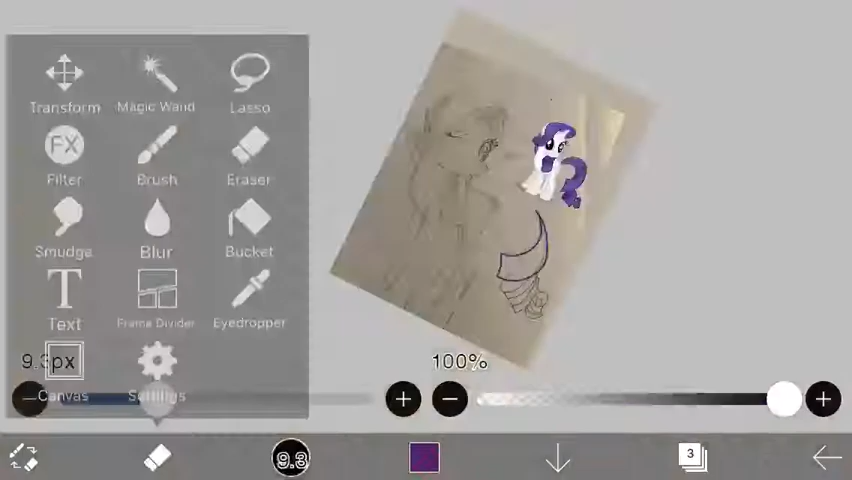 Transform Magic Wand Lasso
FX
Filter Brush Eraser
Smudge Blur Bucket
T
Text Frame Divider Eyedropper
9.3px 100%
Canvas Settings
9.3 3